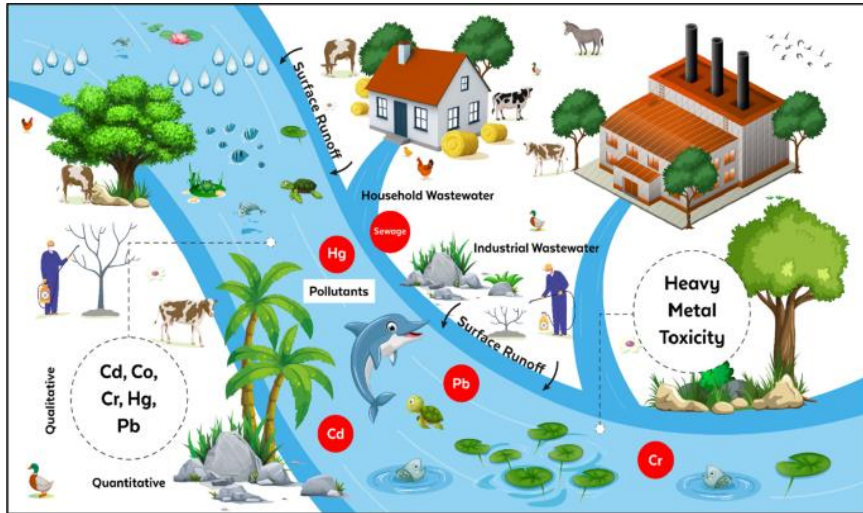 Surface Runoff
Household Wastewater
Sewage
Industrial Wastewater
Hg
Pollutants
Heavy
Metal
Toxicity
Surface Runoff
Cd, Co,
Cr, Hg,
Pb
Qualitative
Quantitative
Pb
Cd
Cr